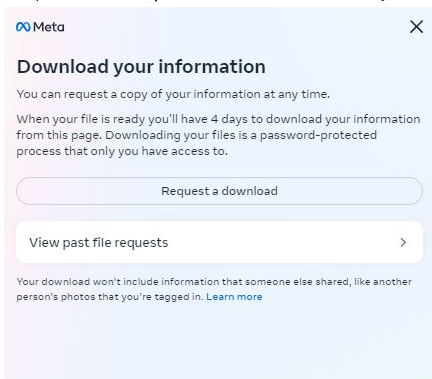 Meta
Download your information
You can request a copy of your information at any time.
When your file is ready you'll have 4 days to download your information
from this page. Downloading your files is a password-protected
process that only you have access to.
Request a download
View past file requests
Your download won't include information that someone else shared, like another
person's photos that you're tagged in. Learn more